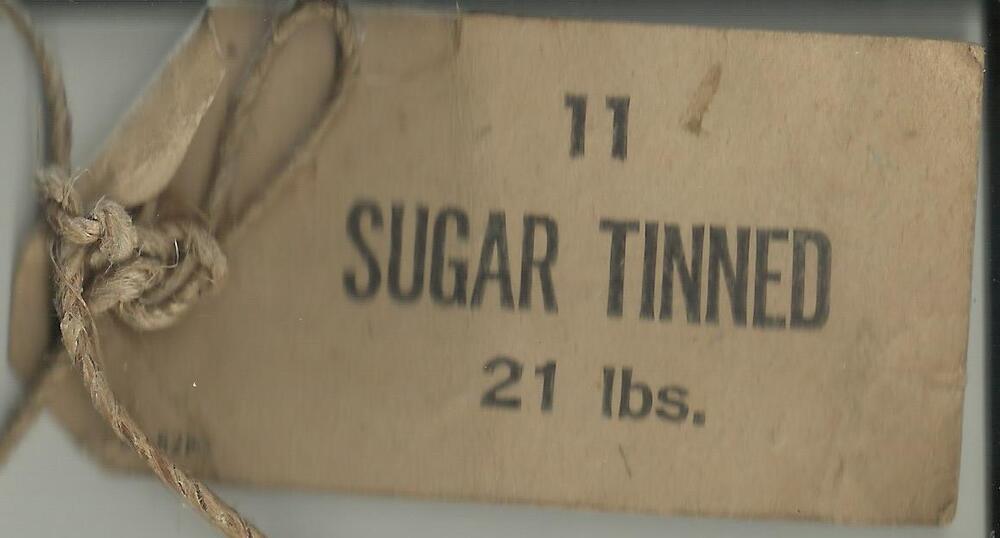 11
SUGAR TINNED
21 lbs.